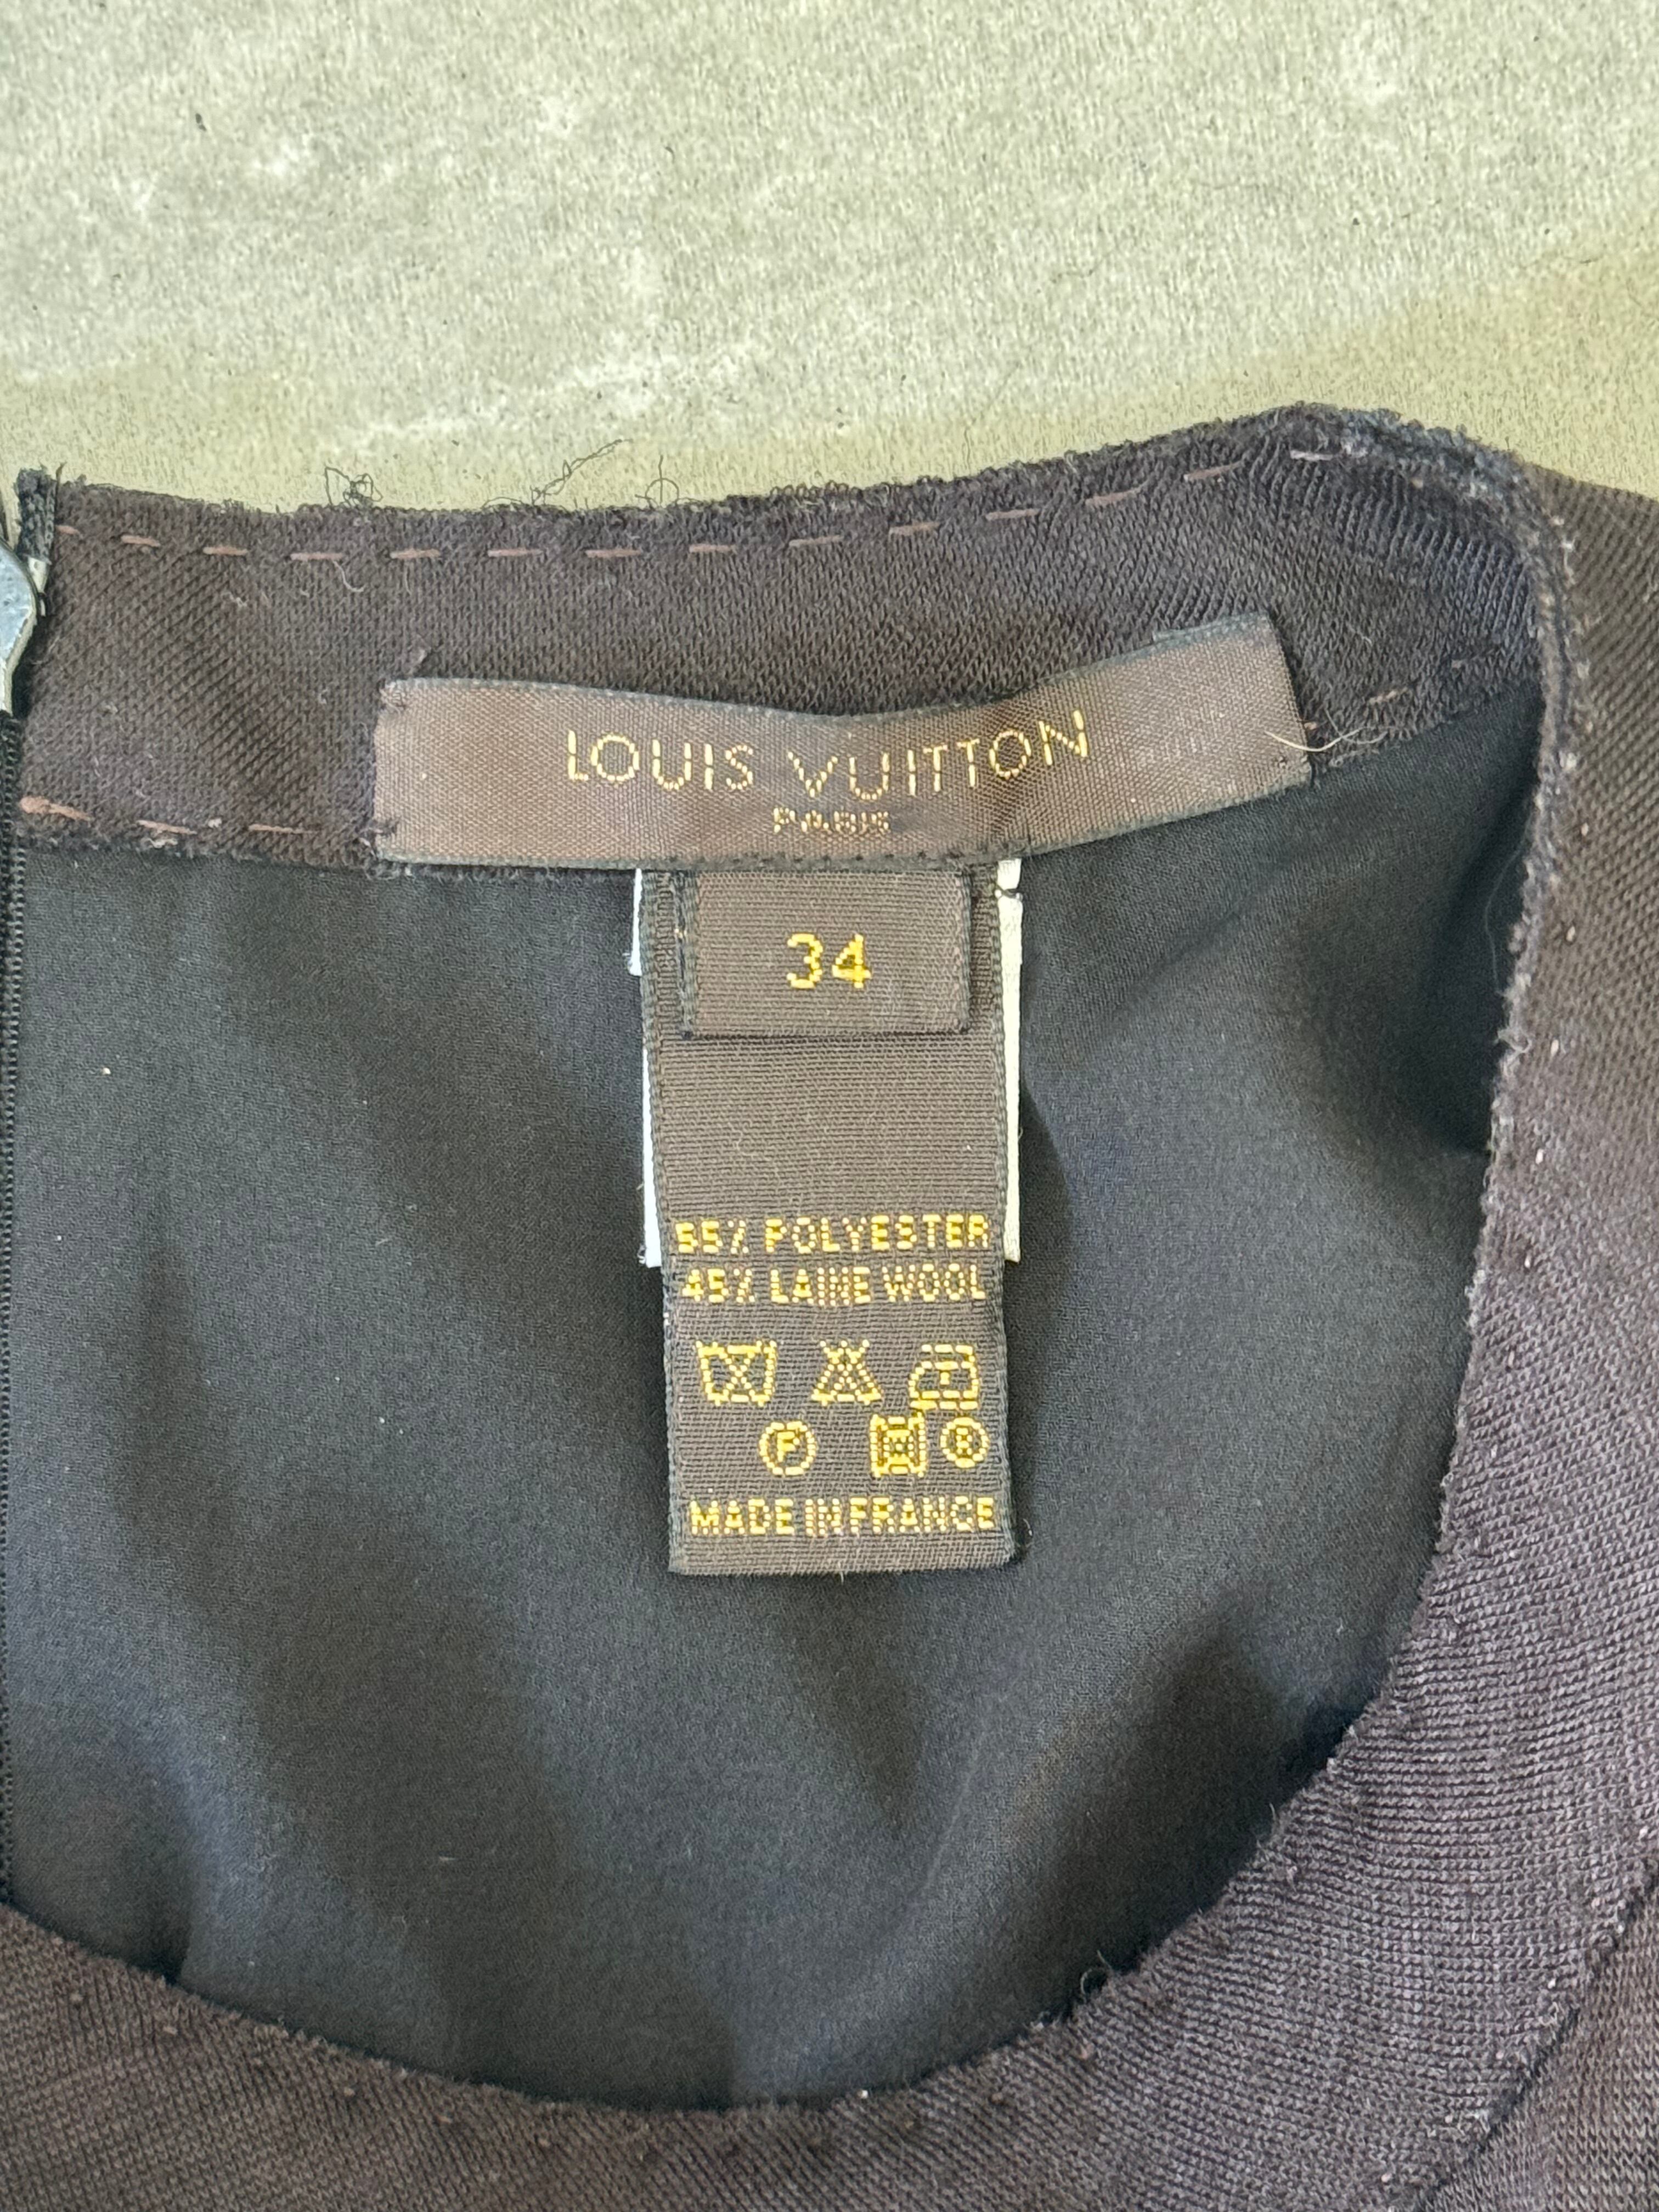 LOUIS VUITTON
PARIS
34
55% POLYESTER
45% LAINE WOOL
F
MADE IN FRANCE